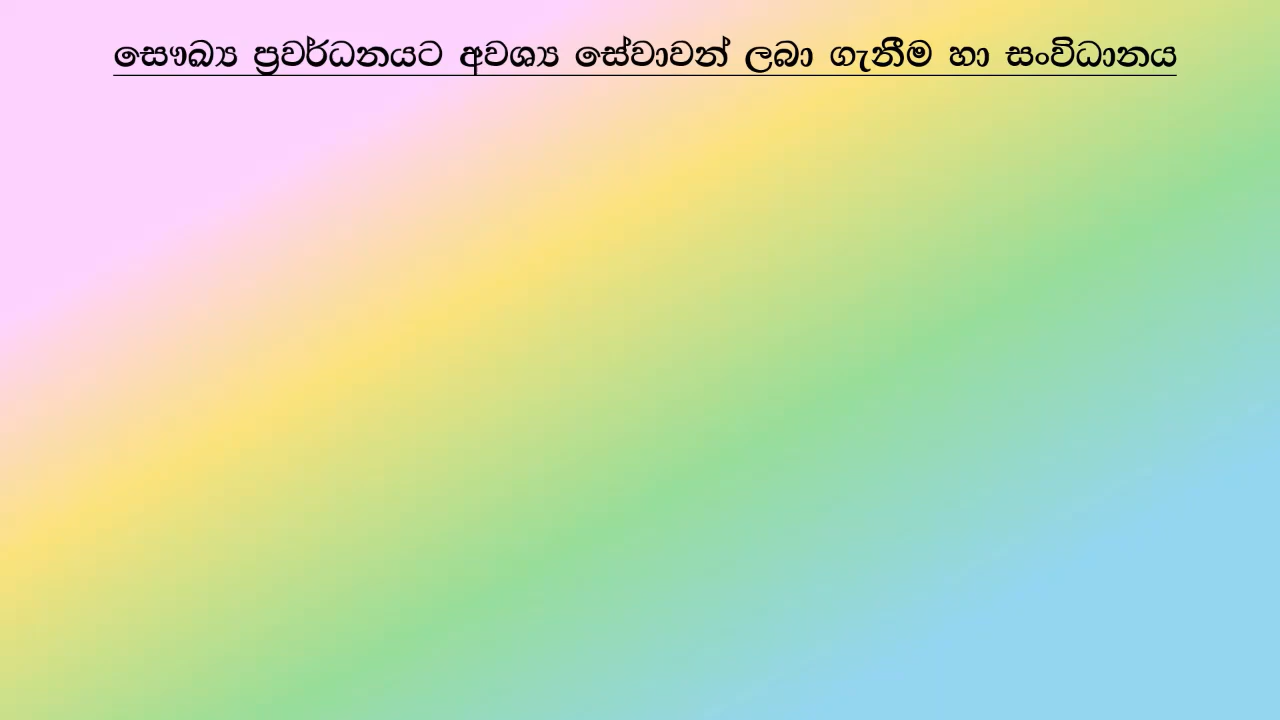 සෞඛ්‍ය ප්‍රවර්ධනයට අවශ්‍ය සේවාවන් ලබා ගැනීම හා සංවිධානය